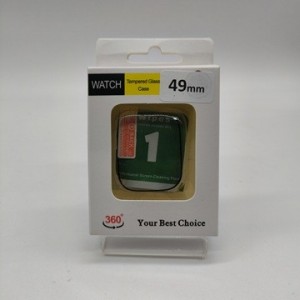 WATCH
Tempered Glass
Case
49mm
1
360°
Your Best Choice